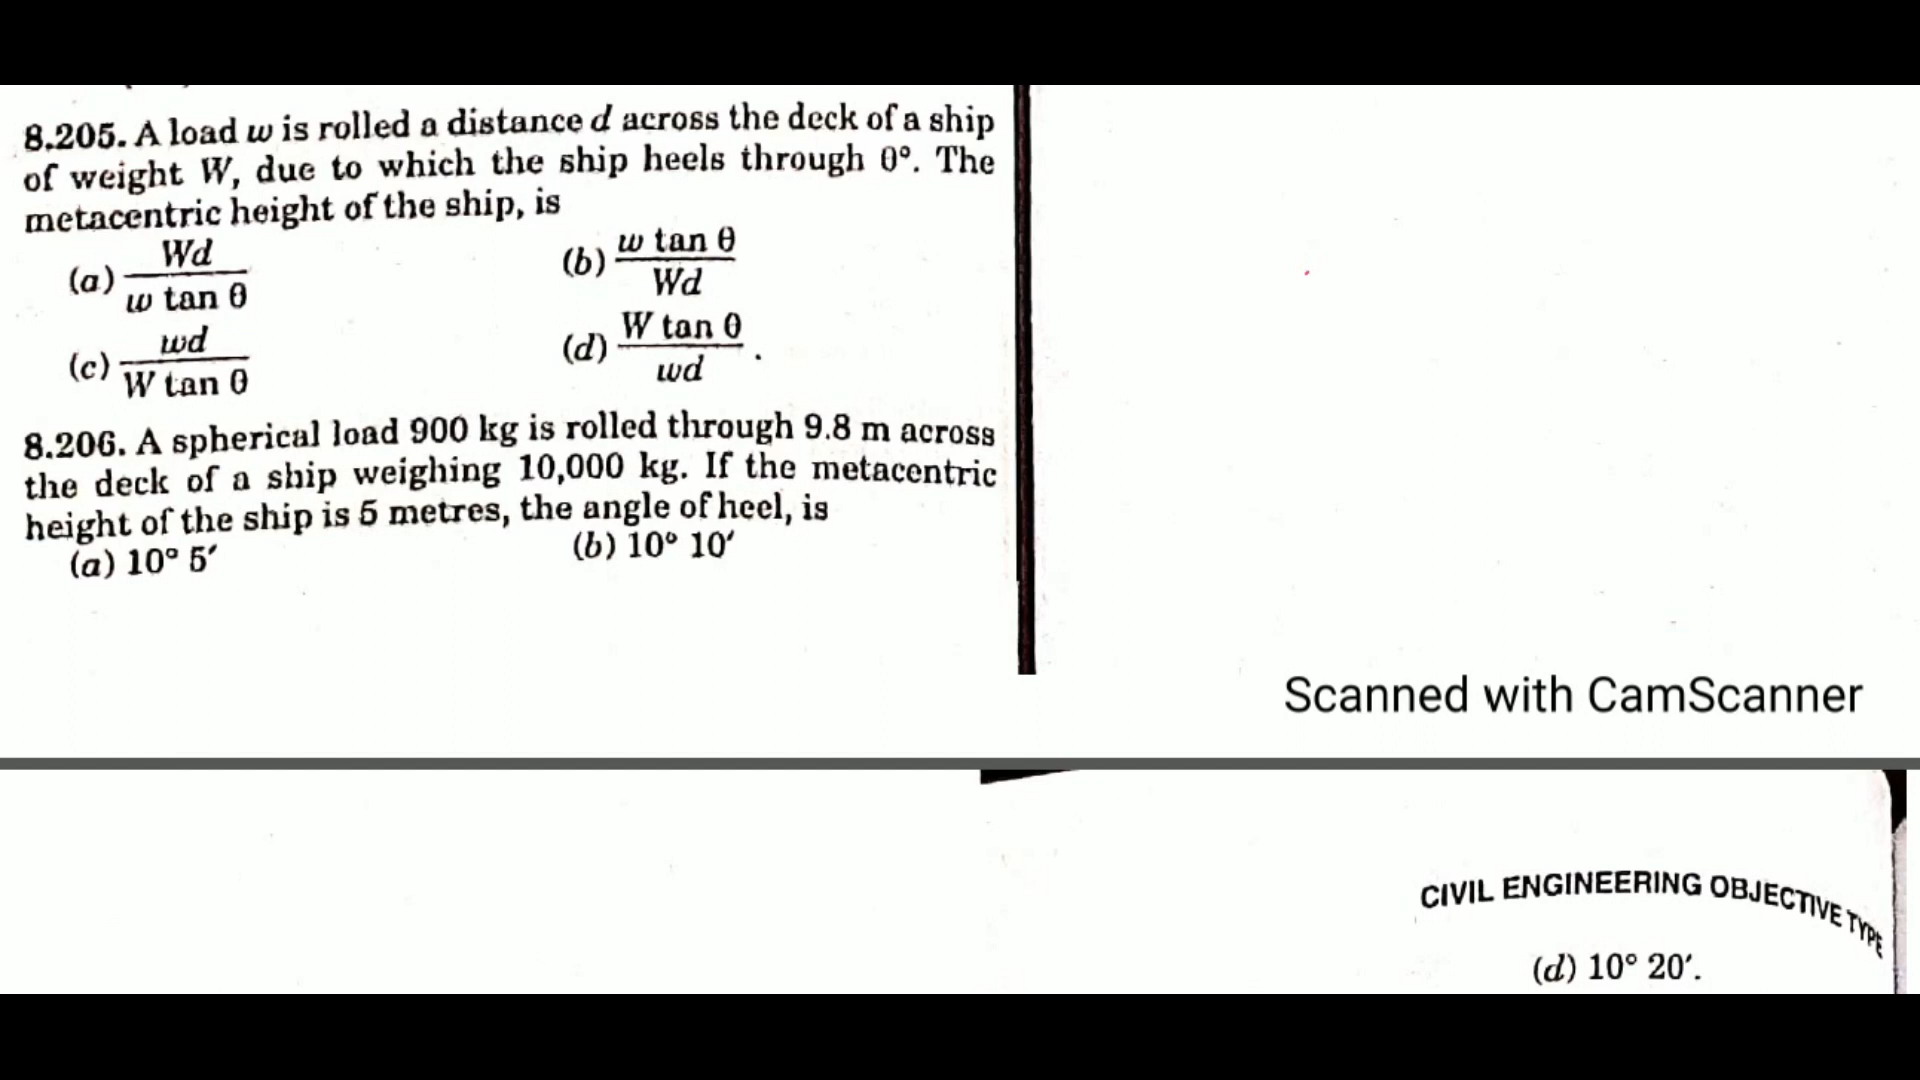 8.205. A load w is rolled a distance d across the deck of a ship
of weight W, due to which the ship heels through θ°. The
metacentric height of the ship, is
(a) Wd / w tan θ (b) w tan θ / Wd
(c) wd / W tan θ (d) W tan θ / wd .
8.206. A spherical load 900 kg is rolled through 9.8 m across
the deck of a ship weighing 10,000 kg. If the metacentric
height of the ship is 5 metres, the angle of heel, is
(a) 10° 5′ (b) 10° 10′
Scanned with CamScanner
CIVIL ENGINEERING OBJECTIVE TYPE
(d) 10° 20′.